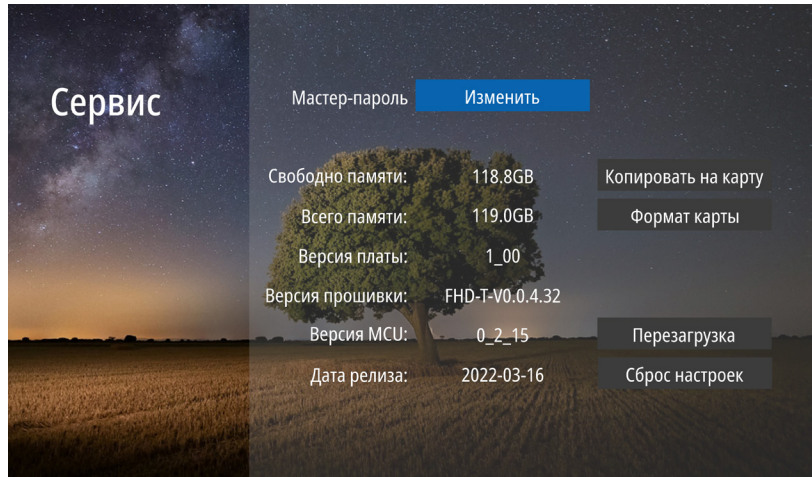 Сервис
Мастер-пароль Изменить
Свободно памяти: 118.8GB Копировать на карту
Всего памяти: 119.0GB Формат карты
Версия платы: 1_00
Версия прошивки: FHD-T-V0.0.4.32
Версия MCU: 0_2_15 Перезагрузка
Дата релиза: 2022-03-16 Сброс настроек